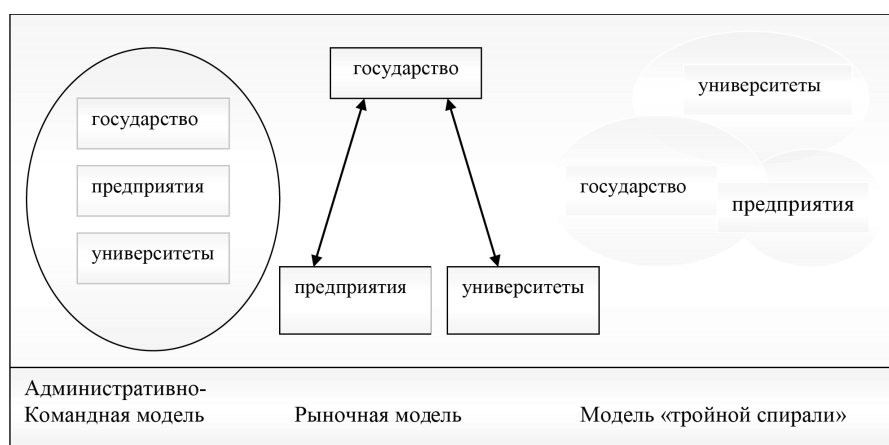 государство
предприятия
университеты
государство
предприятия
университеты
университеты
государство
предприятия
Административно-
Командная модель
Рыночная модель
Модель «тройной спирали»